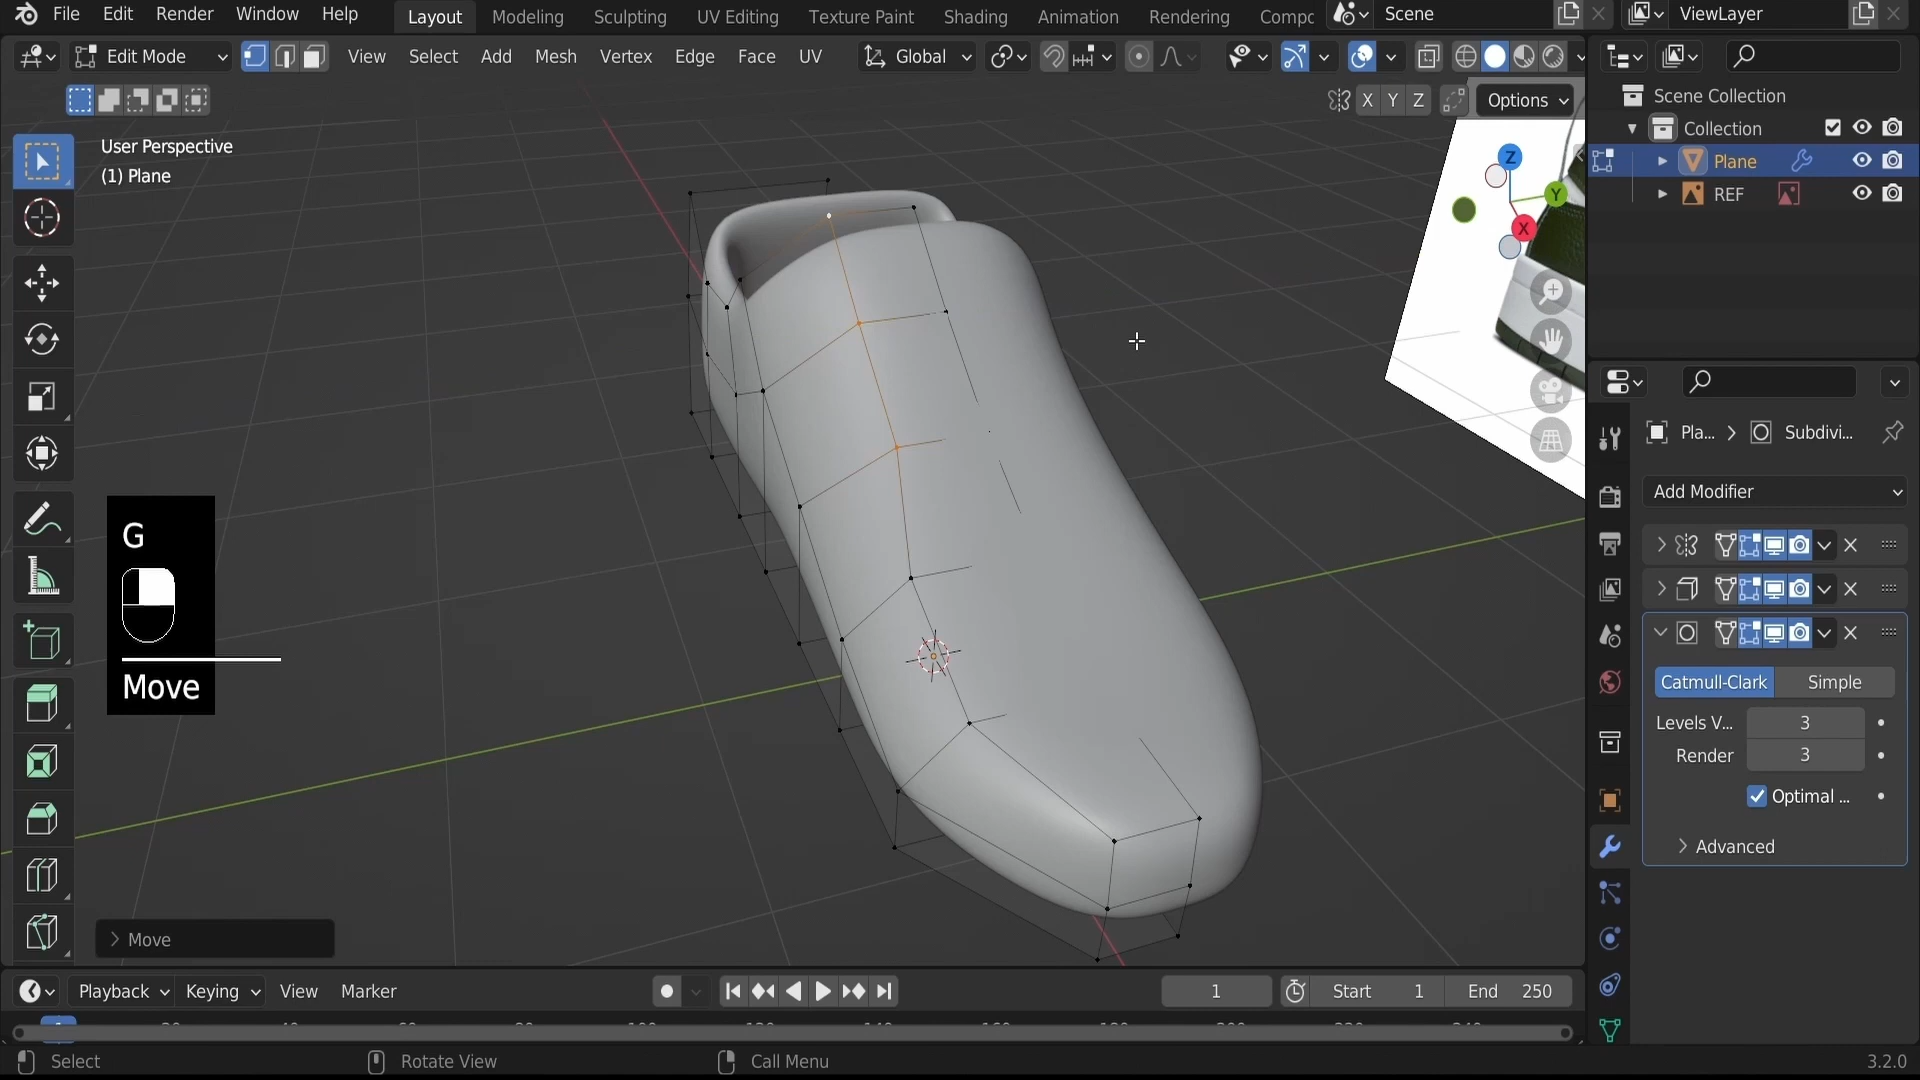 File Edit Render Window Help Layout Modeling Sculpting UV Editing Texture Paint Shading Animation Rendering Compc Scene ViewLayer
Edit Mode View Select Add Mesh Vertex Edge Face UV Global
X Y Z Options
User Perspective
(1) Plane
Z
Y
X
Scene Collection
Collection
Plane
REF
G
Move
Pla... Subdivi...
Add Modifier
Catmull-Clark Simple
Levels V... 3
Render 3
Optimal ...
Advanced
Move
Playback Keying View Marker 1 Start 1 End 250
Select Rotate View Call Menu 3.2.0